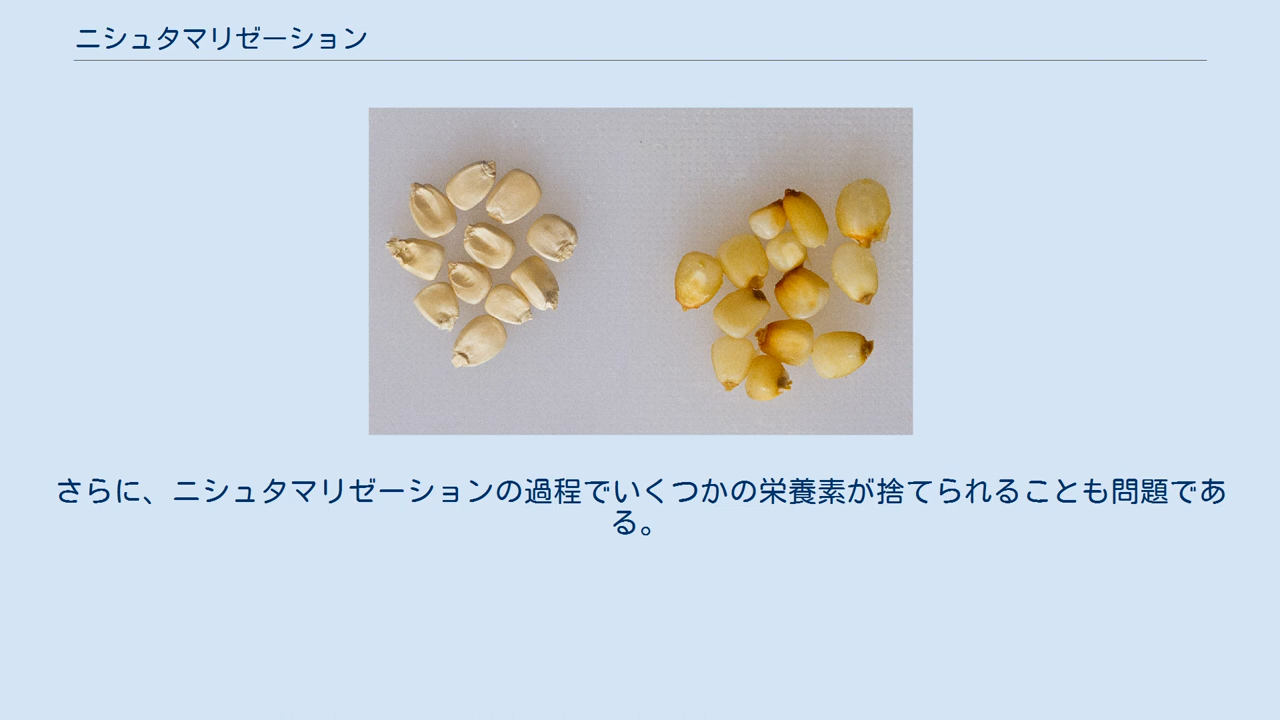 ニシュタマリゼーション
さらに、ニシュタマリゼーションの過程でいくつかの栄養素が捨てられることも問題であ
る。